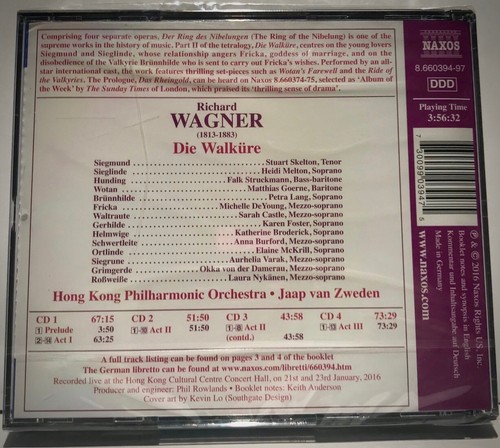 Comprising four separate operas, Der Ring des Nibelungen (The Ring of the Nibelung) is one of
the supreme works in the history of music. Part II of the tetralogy, Die Walküre, centres on the young lovers
Siegmund and Sieglinde, whose relationship angers Fricka, goddess of marriage, and on
the disobedience of the Valkyrie Brünnhilde who is sent to carry out Fricka's wishes. Performed by an all-
star international cast, the work features thrilling set-pieces such as Wotan's Farewell and the Ride of
the Valkyries. The Prologue, Das Rheingold, can be heard on Naxos 8.660374-75, selected as 'Album of
the Week' by The Sunday Times of London, which praised its 'thrilling sense of drama'.
Richard
WAGNER
(1813-1883)
Die Walküre
Siegmund Stuart Skelton, Tenor
Sieglinde Heidi Melton, Soprano
Hunding Falk Struckmann, Bass-baritone
Wotan Matthias Goerne, Baritone
Brünnhilde Petra Lang, Soprano
Fricka Michelle DeYoung, Mezzo-soprano
Waltraute Sarah Castle, Mezzo-soprano
Gerhilde Karen Foster, Soprano
Helmwige Katherine Broderick, Soprano
Schwertleite Anna Burford, Mezzo-soprano
Ortlinde Elaine McKrill, Soprano
Siegrune Aurhelia Varak, Mezzo-soprano
Grimgerde Okka von der Damerau, Mezzo-soprano
Roßweiße Laura Nykänen, Mezzo-soprano
Hong Kong Philharmonic Orchestra • Jaap van Zweden
CD 1 67:15 CD 2 51:50 CD 3 43:58 CD 4 73:29
1 Prelude 3:50 1-10 Act II 51:50 1-8 Act II 1-13 Act III 73:29
2-14 Act I 63:25 (contd.) 43:58
A full track listing can be found on pages 3 and 4 of the booklet
The German libretto can be found at www.naxos.com/libretti/660394.htm
Recorded live at the Hong Kong Cultural Centre Concert Hall, on 21st and 23rd January, 2016
Producer and engineer: Phil Rowlands • Booklet notes: Keith Anderson
Cover art by Kevin Lo (Southgate Design)
NAXOS
8.660394-97
DDD
Playing Time
3:56:32
7 30099 03947 5
www.naxos.com
Made in Germany
Kommentar und Inhaltsangabe auf Deutsch
Booklet notes and synopsis in English
℗ & © 2016 Naxos Rights US, Inc.